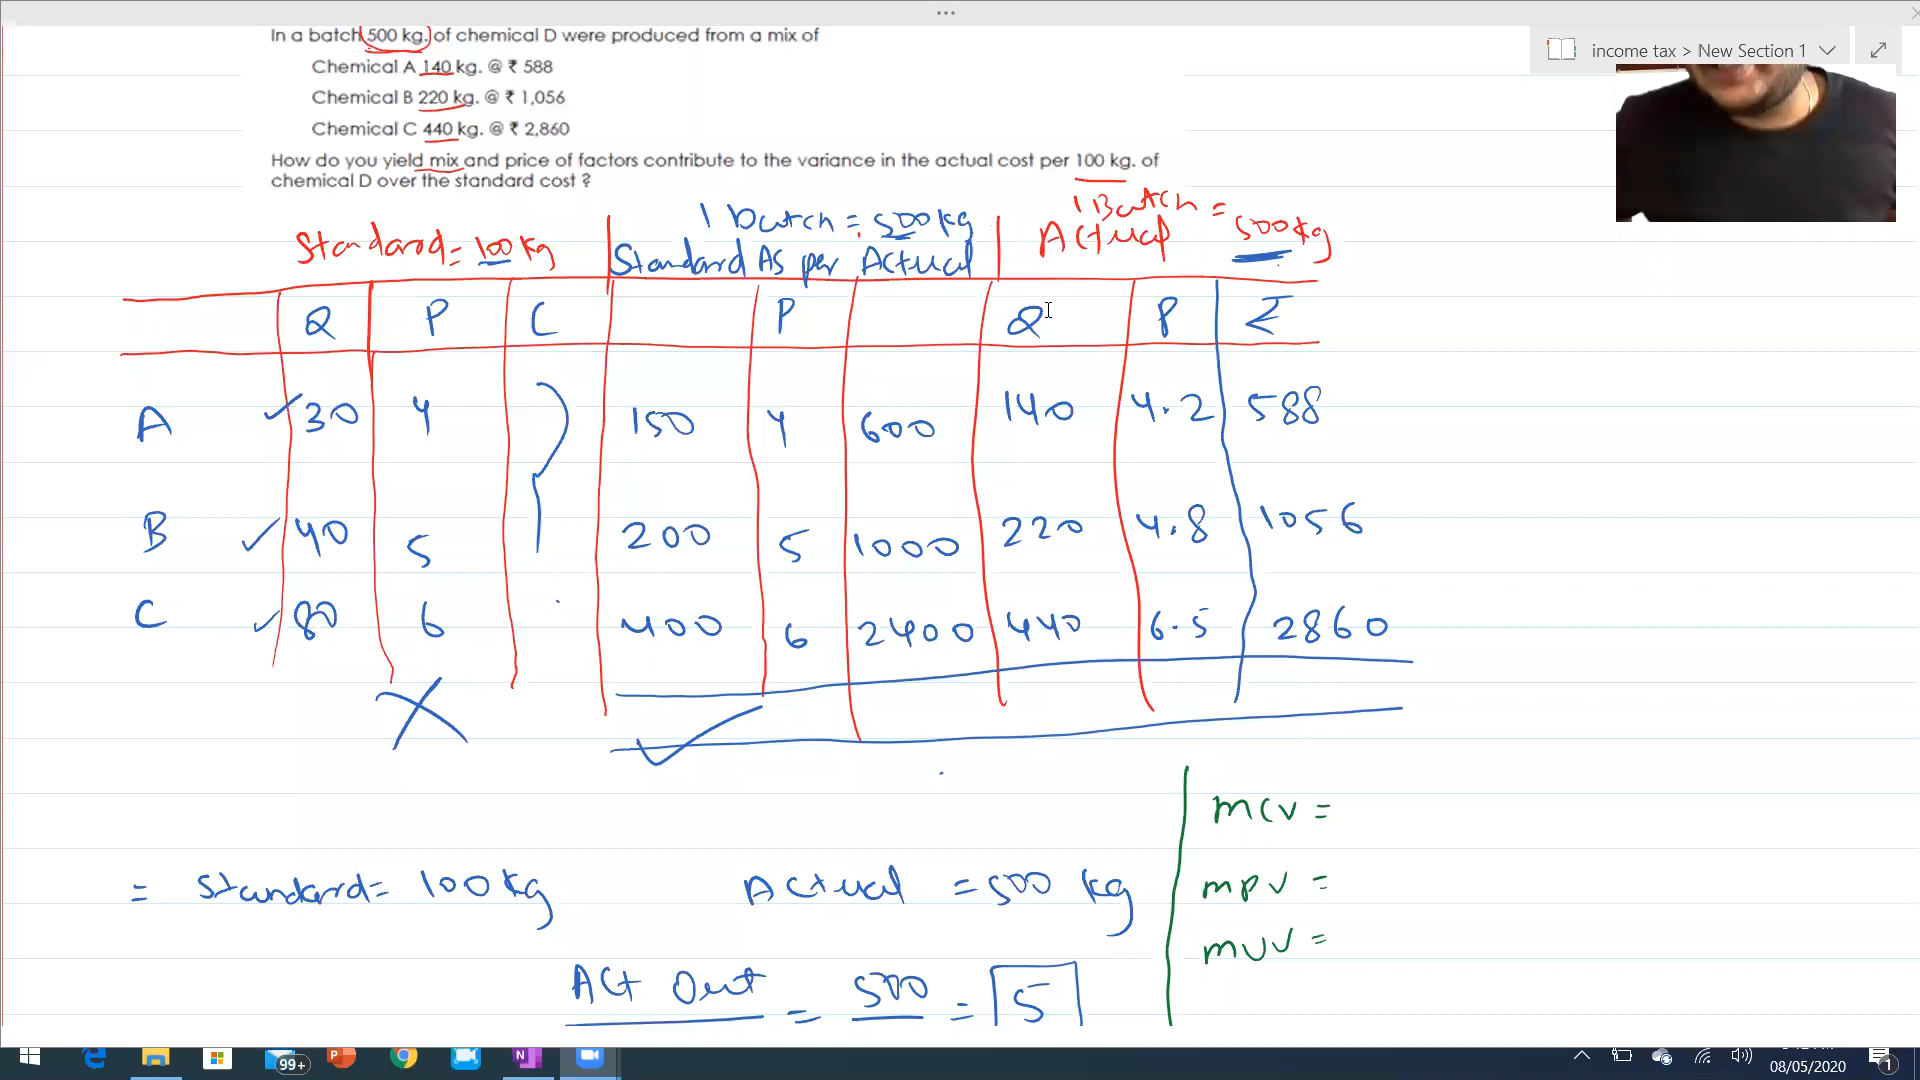 income tax > New Section 1
In a batch 500 kg. of chemical D were produced from a mix of
Chemical A 140 kg. @ ₹ 588
Chemical B 220 kg. @ ₹ 1,056
Chemical C 440 kg. @ ₹ 2,860
How do you yield mix and price of factors contribute to the variance in the actual cost per 100 kg. of
chemical D over the standard cost ?
1 Batch = 500 kg
1 Batch =
Standard = 100 kg
Standard As per Actual
Actual 500 kg
Q P C P Q P ₹
A 30 4 150 4 600 140 4.2 588
B 40 5 200 5 1000 220 4.8 1056
C 80 6 400 6 2400 440 6.5 2860
MCV =
= Standard = 100 kg Actual = 500 kg
MPV =
MUV =
Act Out = 500 = 5
99+
08/05/2020
1